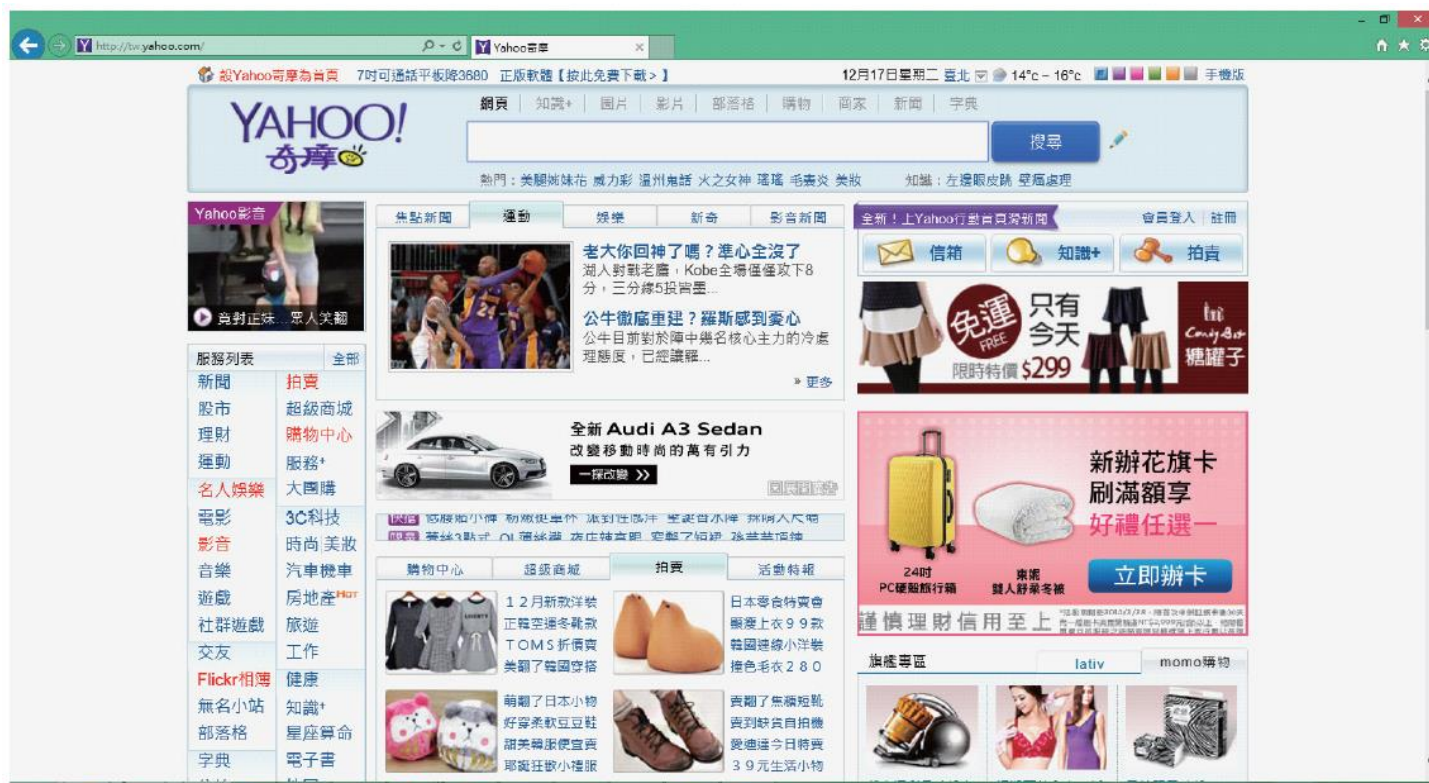 http://tw.yahoo.com/
Yahoo奇摩
設Yahoo奇摩為首頁 7吋可通話平板降3680 正版軟體【按此免費下載>】
12月17日星期二 臺北 14°c – 16°c 手機版
YAHOO!
奇摩
網頁 知識+ 圖片 影片 部落格 購物 商家 新聞 字典
搜尋
熱門：美腿姊妹花 威力彩 溫州鬼話 火之女神 瑤瑤 毛嘉炎 美妝 知識：左邊眼皮跳 壁癌處理
Yahoo影音
竟對正妹...眾人笑翻
焦點新聞 運動 娛樂 新奇 影音新聞
老大你回神了嗎？準心全沒了
湖人對戰老鷹，Kobe全場僅僅攻下8
分，三分線5投皆墨...
公牛徹底重建？羅斯感到憂心
公牛目前對於陣中幾名核心主力的冷處
理態度，已經讓羅...
» 更多
全新！上Yahoo行動首頁滑新聞
會員登入 註冊
信箱 知識+ 拍賣
免運
FREE
只有
今天
限時特價 $299
糖罐子
服務列表 全部
新聞 拍賣
股市 超級商城
理財 購物中心
運動 服務+
名人娛樂 大團購
電影 3C科技
影音 時尚 美妝
音樂 汽車機車
遊戲 房地產HOT
社群遊戲 旅遊
交友 工作
Flickr相簿 健康
無名小站 知識+
部落格 星座算命
字典 電子書
全新 Audi A3 Sedan
改變移動時尚的萬有引力
一探改變
購物中心 超級商城 拍賣 活動特報
12月新款洋裝
正韓空運冬靴款
TOMS折價賣
美翻了韓國穿搭
日本零食特賣會
顯瘦上衣99款
韓國連線小洋裝
撞色毛衣280
萌翻了日本小物
好穿柔軟豆豆鞋
甜美韓服便宜賣
耶誕狂歡小禮服
賣翻了焦糖短靴
賣到缺貨自拍機
愛迪達今日特賣
39元生活小物
新辦花旗卡
刷滿額享
好禮任選一
24吋
PC硬殼旅行箱
東妮
雙人舒柔冬被
立即辦卡
謹慎理財信用至上
旗艦專區 lativ momo購物